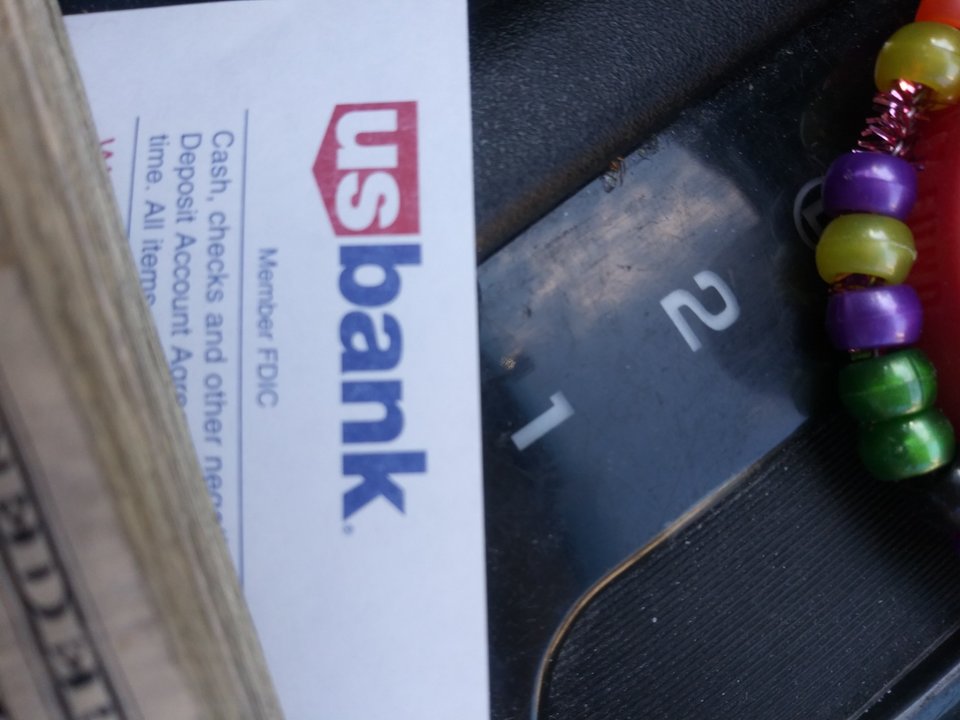 usbank
Member FDIC
Cash, checks and other
Deposit Account
time. All items
2
1